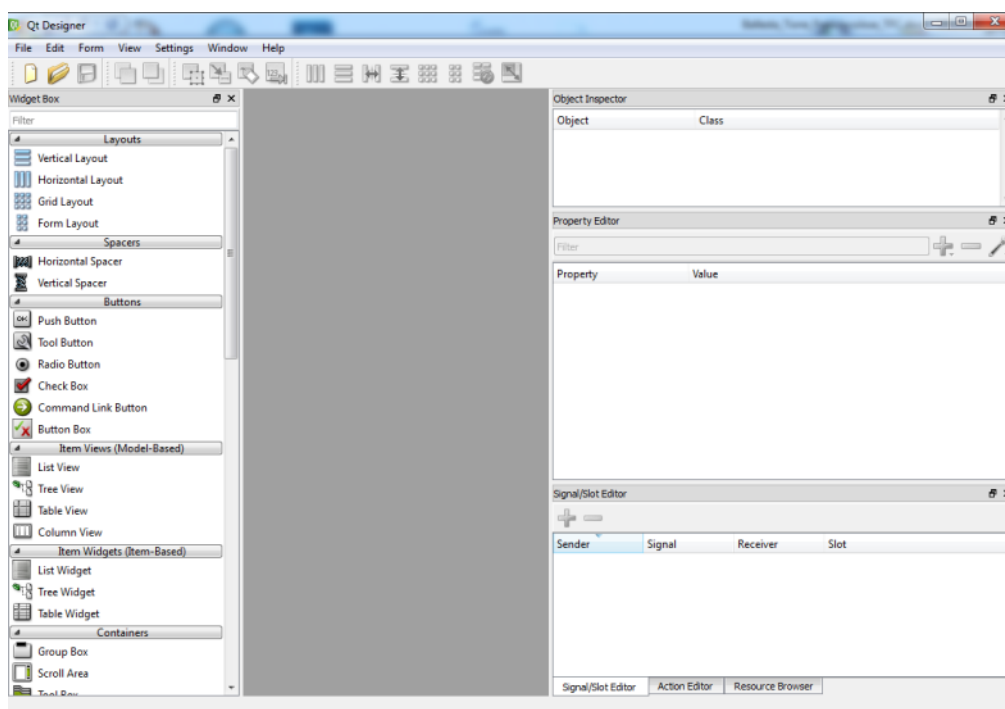 Qt Designer
File Edit Form View Settings Window Help
Widget Box
Filter
Layouts
Vertical Layout
Horizontal Layout
Grid Layout
Form Layout
Spacers
Horizontal Spacer
Vertical Spacer
Buttons
OK Push Button
Tool Button
Radio Button
Check Box
Command Link Button
Button Box
Item Views (Model-Based)
List View
Tree View
Table View
Column View
Item Widgets (Item-Based)
List Widget
Tree Widget
Table Widget
Containers
Group Box
Scroll Area
Tool Box
Object Inspector
Object Class
Property Editor
Filter
Property Value
Signal/Slot Editor
Sender Signal Receiver Slot
Signal/Slot Editor Action Editor Resource Browser